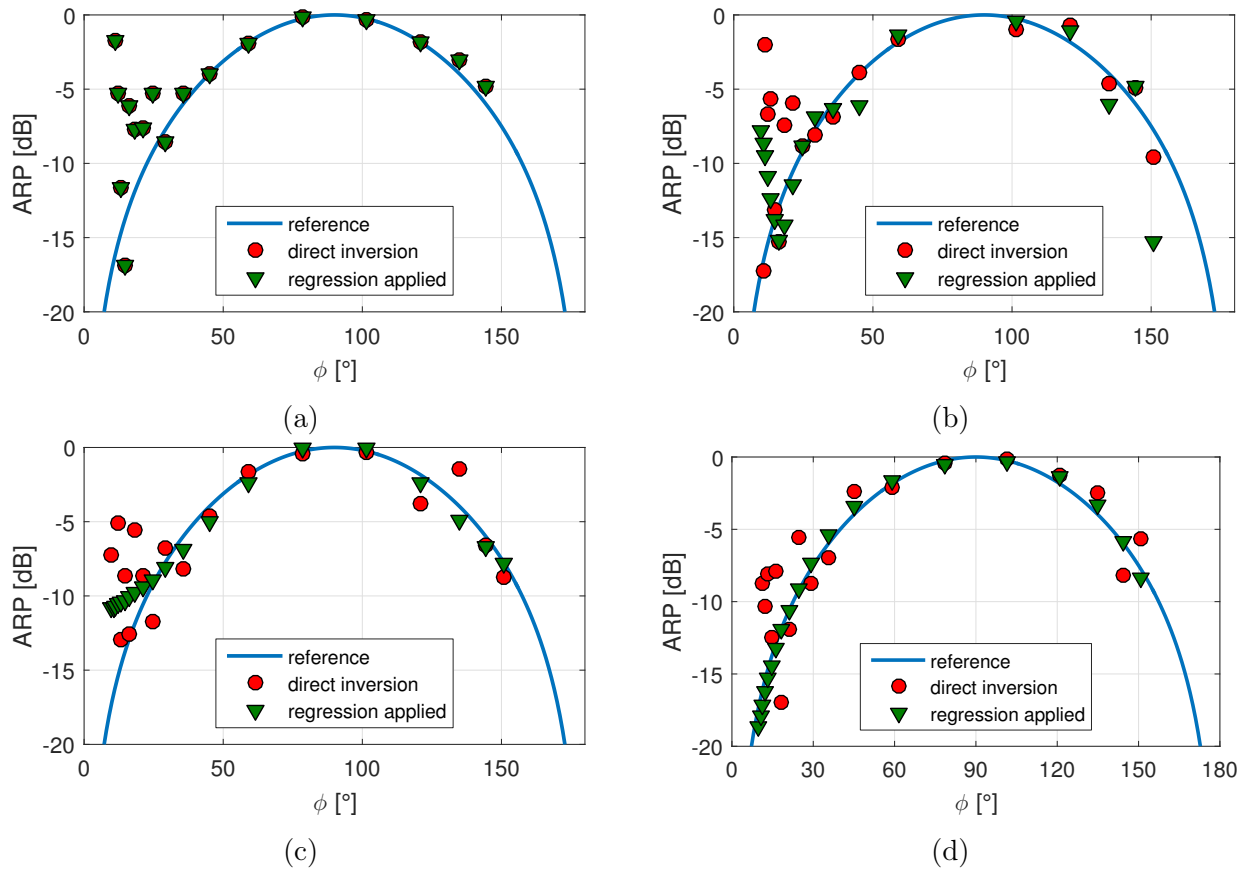 ARP [dB]
0
-5
-10
-15
-20
reference
direct inversion
regression applied
0 50 100 150
ϕ [°]
(a)
ARP [dB]
0
-5
-10
-15
-20
reference
direct inversion
regression applied
0 50 100 150
ϕ [°]
(b)
ARP [dB]
0
-5
-10
-15
-20
reference
direct inversion
regression applied
0 50 100 150
ϕ [°]
(c)
ARP [dB]
0
-5
-10
-15
-20
reference
direct inversion
regression applied
0 30 60 90 120 150 180
ϕ [°]
(d)